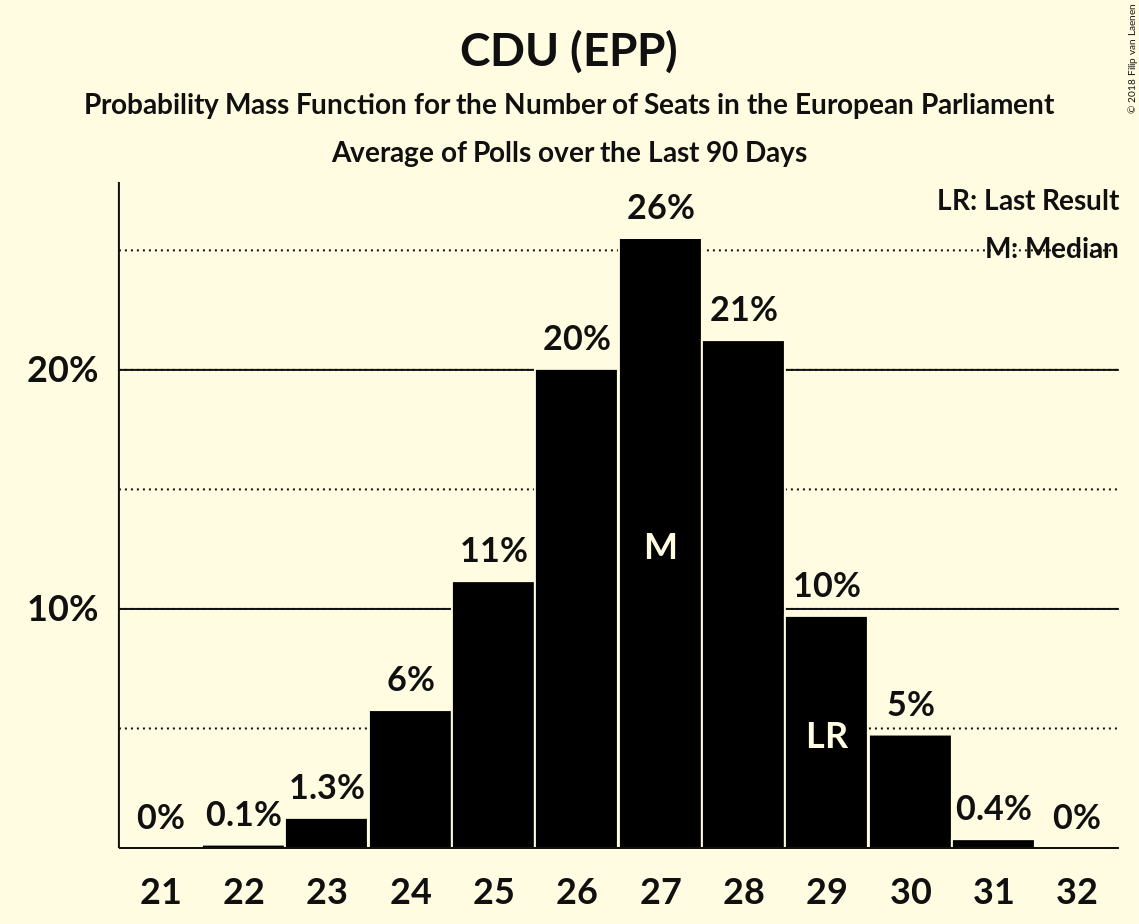 CDU (EPP)
Probability Mass Function for the Number of Seats in the European Parliament
Average of Polls over the Last 90 Days
© 2018 Filip van Laenen
LR: Last Result
M: Median
20%
10%
0%
0.1%
1.3%
6%
11%
20%
26%
21%
10%
5%
0.4%
0%
M
LR
21 22 23 24 25 26 27 28 29 30 31 32